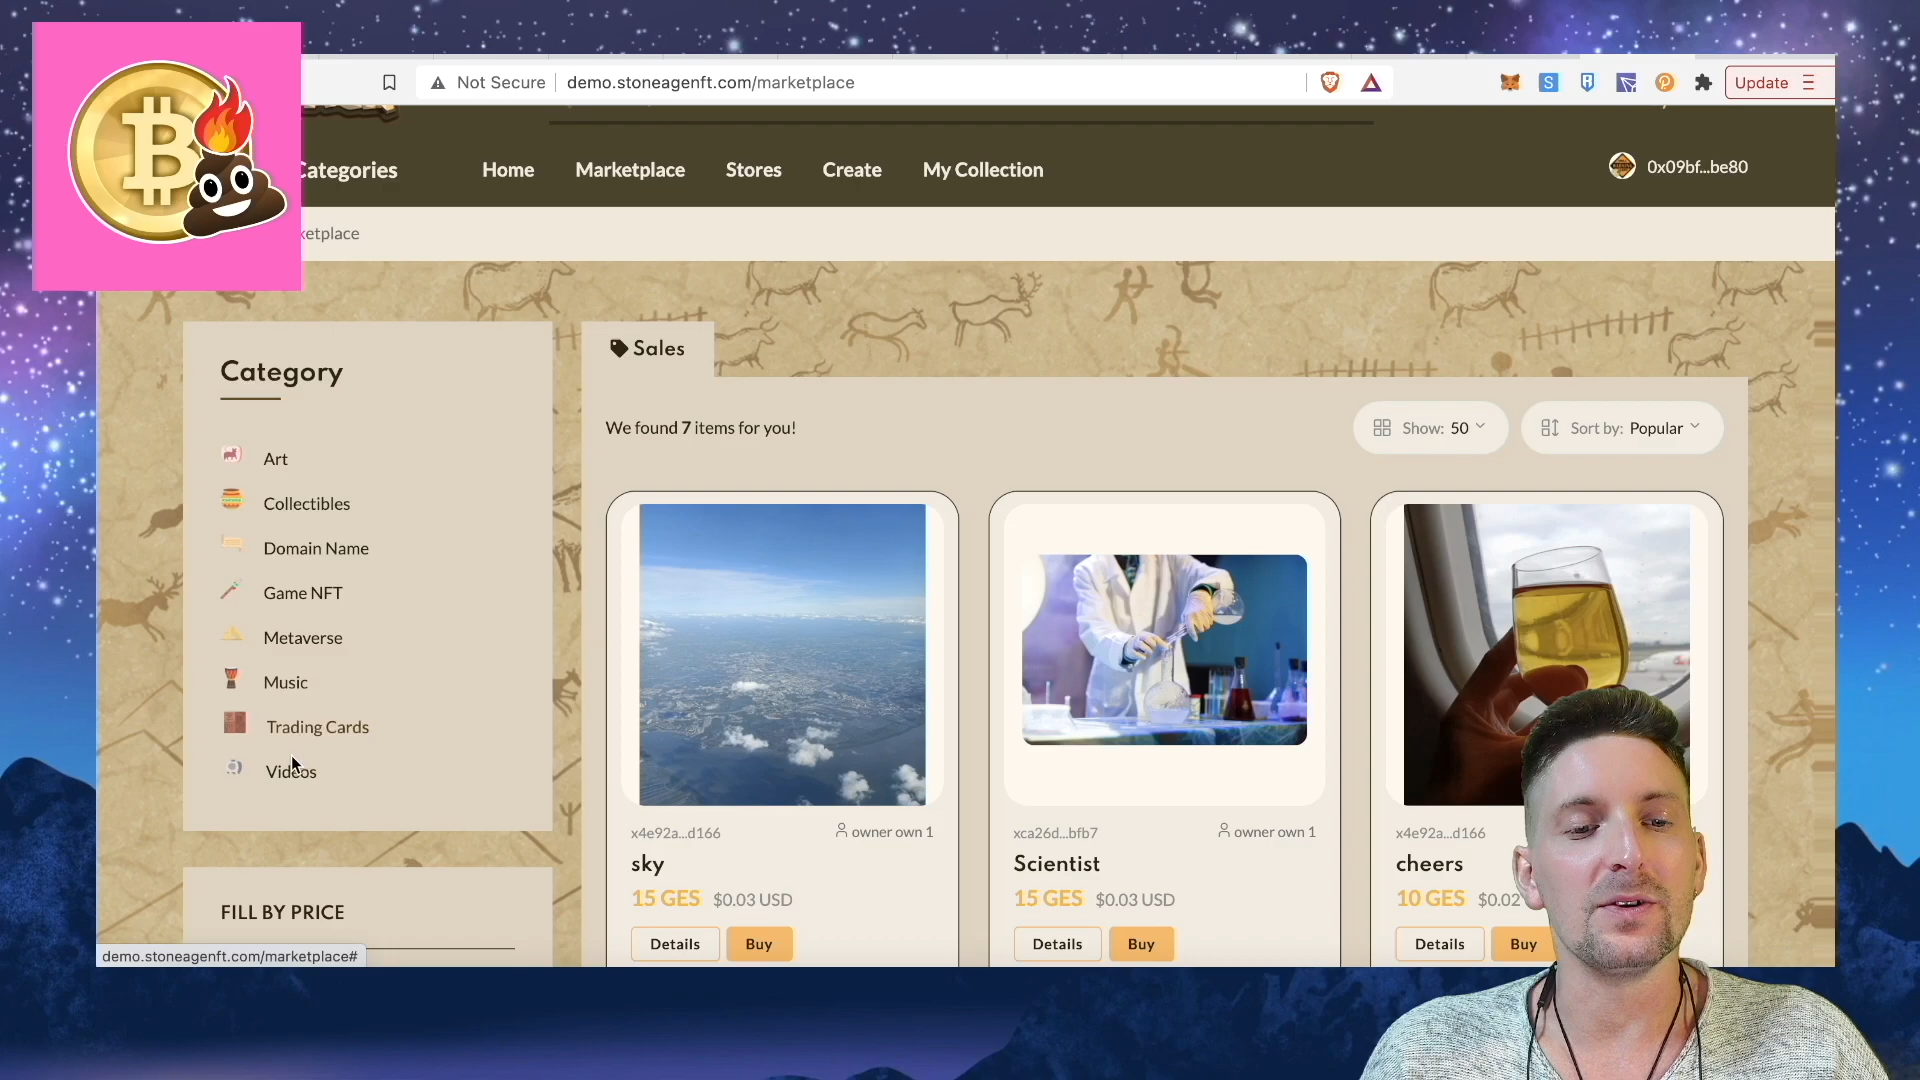 Not Secure
demo.stoneagenft.com/marketplace
Update
Categories
Home
Marketplace
Stores
Create
My Collection
0x09bf...be80
ketplace
Category
Art
Collectibles
Domain Name
Game NFT
Metaverse
Music
Trading Cards
Videos
FILL BY PRICE
Sales
We found 7 items for you!
Show: 50
Sort by: Popular
x4e92a...d166
owner own 1
sky
15 GES $0.03 USD
Details
Buy
xca26d...bfb7
owner own 1
Scientist
15 GES $0.03 USD
Details
Buy
x4e92a...d166
cheers
10 GES $0.02
Details
Buy
demo.stoneagenft.com/marketplace#